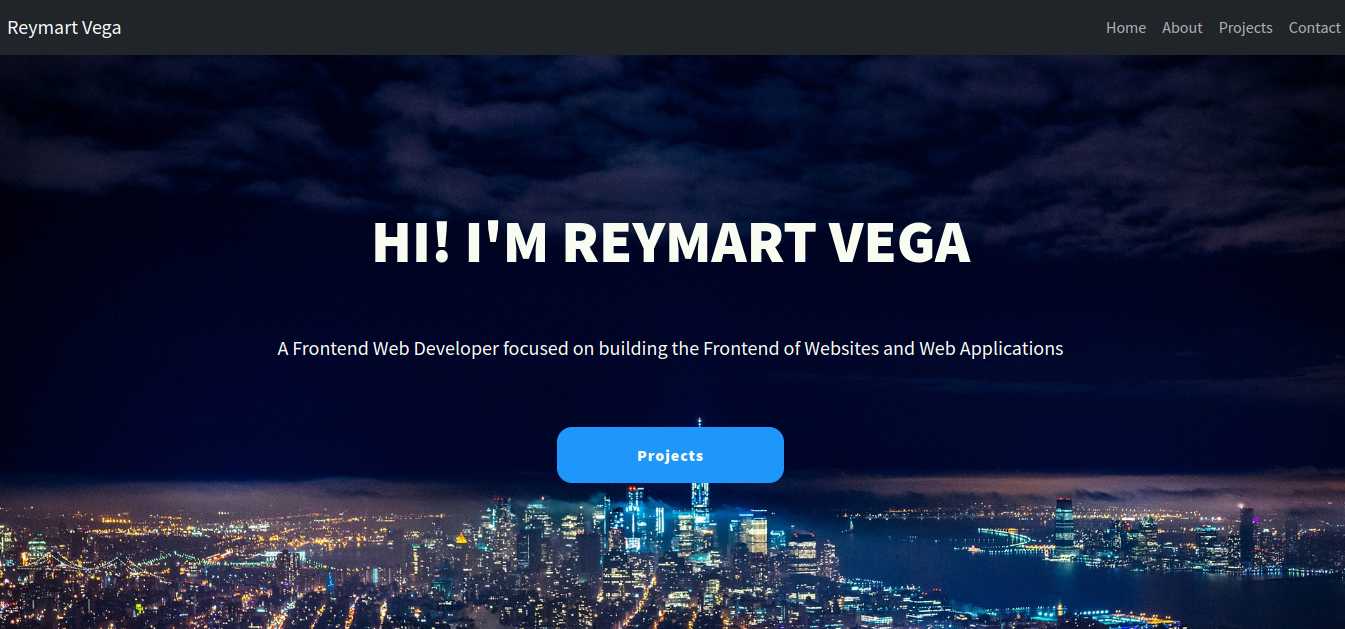 Reymart Vega
Home About Projects Contact
HI! I'M REYMART VEGA
A Frontend Web Developer focused on building the Frontend of Websites and Web Applications
Projects